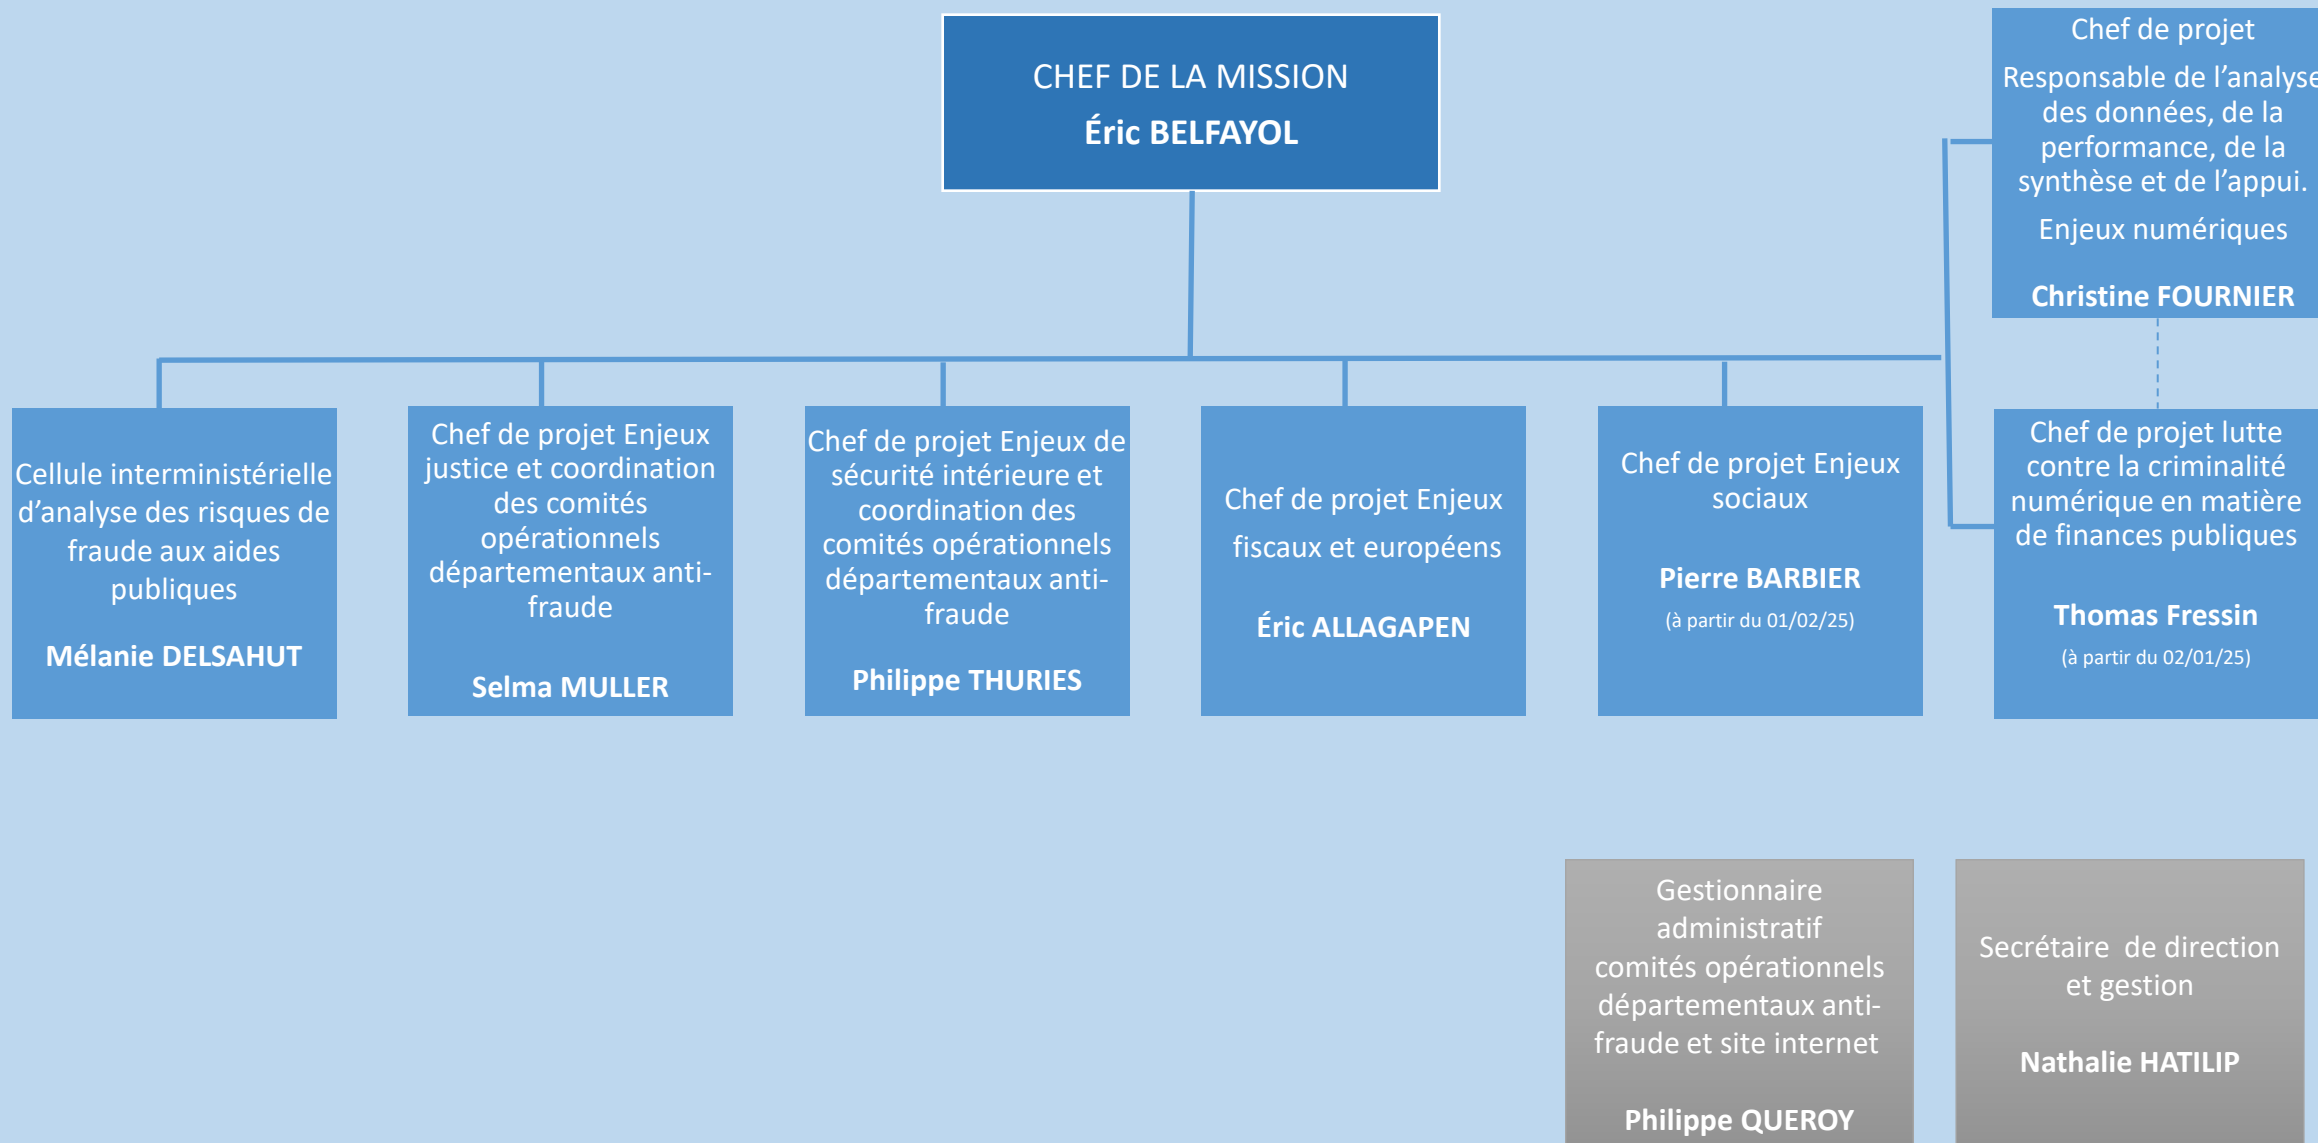 CHEF DE LA MISSION
Éric BELFAYOL
Chef de projet
Responsable de l’analyse
des données, de la
performance, de la
synthèse et de l’appui.
Enjeux numériques
Christine FOURNIER
Cellule interministérielle
d’analyse des risques de
fraude aux aides
publiques
Mélanie DELSAHUT
Chef de projet Enjeux
justice et coordination
des comités
opérationnels
départementaux anti-
fraude
Selma MULLER
Chef de projet Enjeux de
sécurité intérieure et
coordination des
comités opérationnels
départementaux anti-
fraude
Philippe THURIES
Chef de projet Enjeux
fiscaux et européens
Éric ALLAGAPEN
Chef de projet Enjeux
sociaux
Pierre BARBIER
(à partir du 01/02/25)
Chef de projet lutte
contre la criminalité
numérique en matière
de finances publiques
Thomas Fressin
(à partir du 02/01/25)
Gestionnaire
administratif
comités opérationnels
départementaux anti-
fraude et site internet
Philippe QUEROY
Secrétaire  de direction
et gestion
Nathalie HATILIP